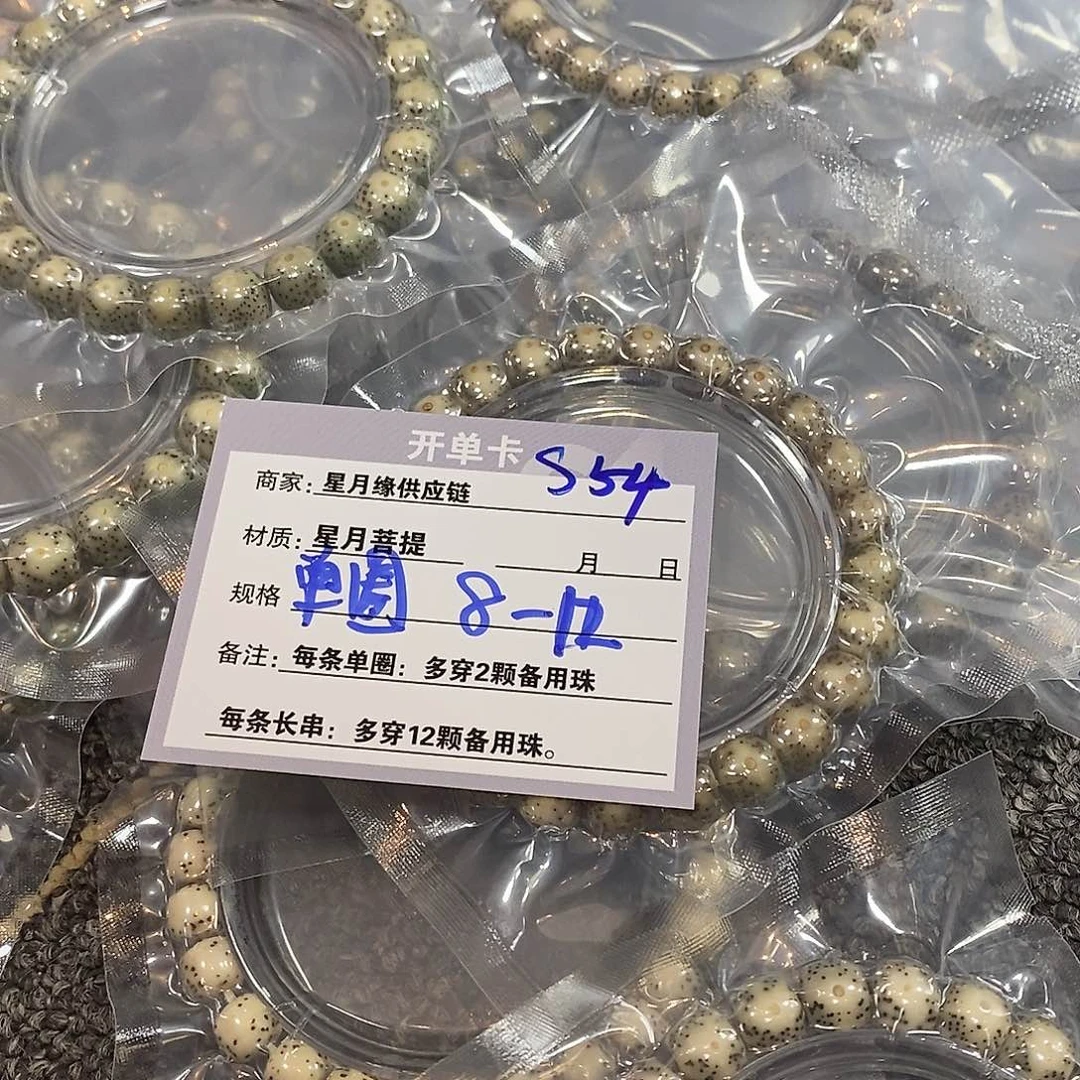 开单卡 S54
商家：星月缘供应链
材质：星月菩提 月 日
规格 单圈 8-12
备注：每条单圈：多穿2颗备用珠
每条长串：多穿12颗备用珠。